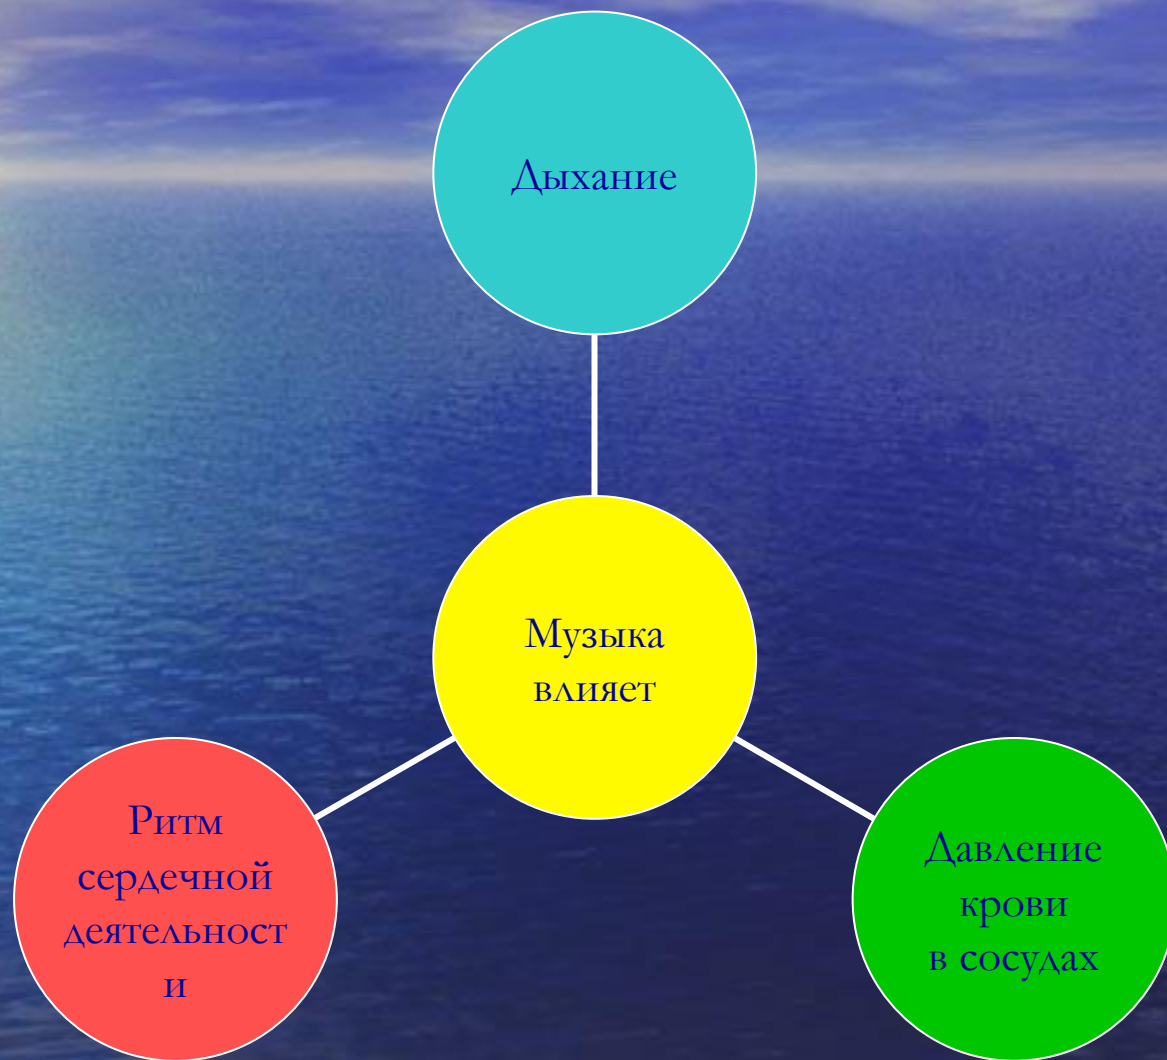 Дыхание
Музыка
влияет
Ритм
сердечной
деятельност
и
Давление
крови
в сосудах